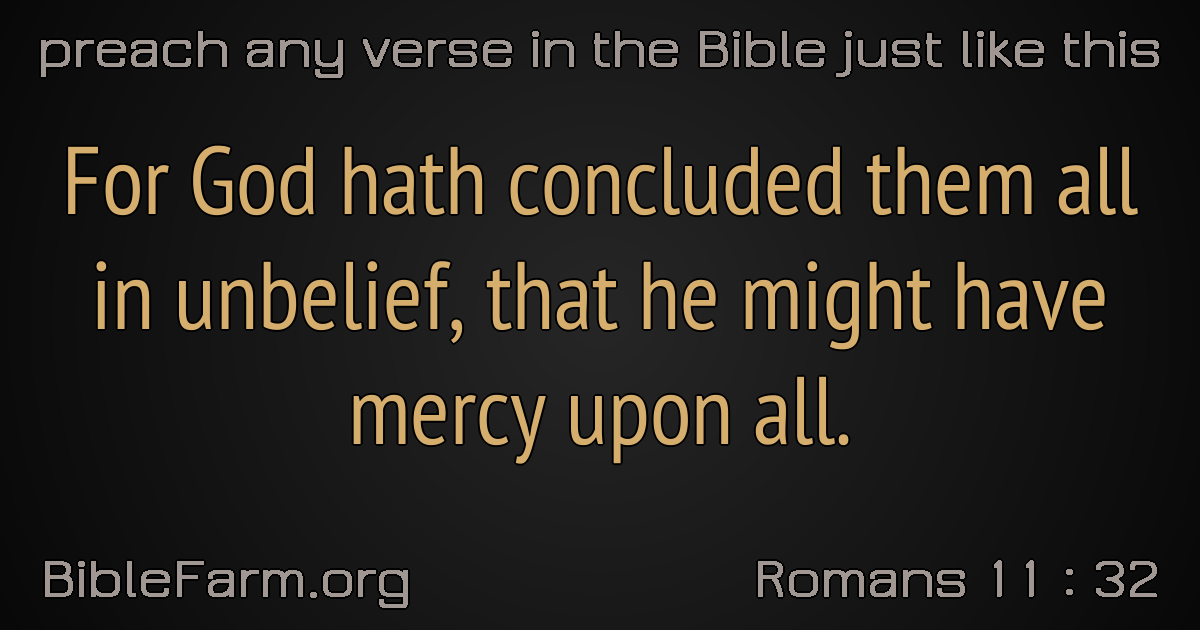 preach any verse in the Bible just like this
For God hath concluded them all
in unbelief, that he might have
mercy upon all.
BibleFarm.org
Romans 11 : 32